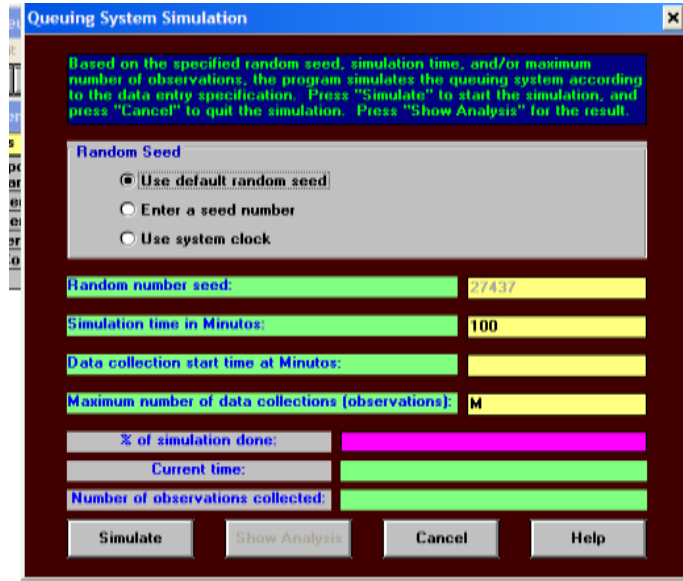 Queuing System Simulation
Based on the specified random seed, simulation time, and/or maximum
number of observations, the program simulates the queuing system according
to the data entry specification. Press "Simulate" to start the simulation, and
press "Cancel" to quit the simulation. Press "Show Analysis" for the result.
Random Seed
Use default random seed
Enter a seed number
Use system clock
Random number seed: 27437
Simulation time in Minutos: 100
Data collection start time at Minutos:
Maximum number of data collections (observations): M
% of simulation done:
Current time:
Number of observations collected:
Simulate Show Analysis Cancel Help